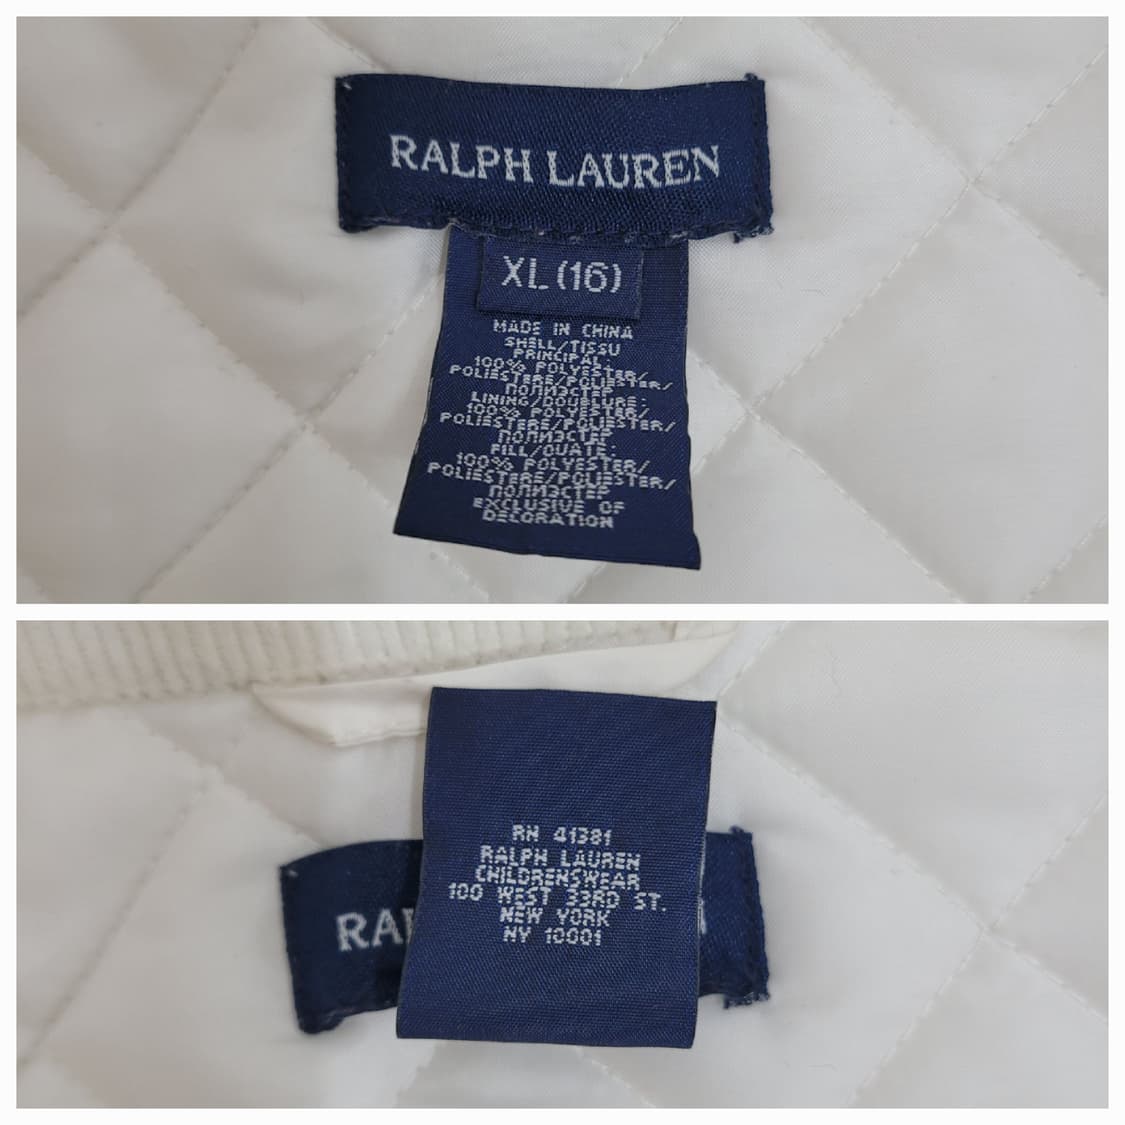 RALPH LAUREN
XL (16)
MADE IN CHINA
SHELL/TISSU
PRINCIPAL:
100% POLYESTER/
POLIESTERE/POLIESTER/
ПОЛИЭСТЕР
LINING/DOUBLURE:
100% POLYESTER/
POLIESTERE/POLIESTER/
ПОЛИЭСТЕР
FILL/OUATE:
100% POLYESTER/
POLIESTERE/POLIESTER/
ПОЛИЭСТЕР
EXCLUSIVE OF
DECORATION
RN 41381
RALPH LAUREN
CHILDRENSWEAR
100 WEST 33RD ST.
NEW YORK
NY 10001
RAL